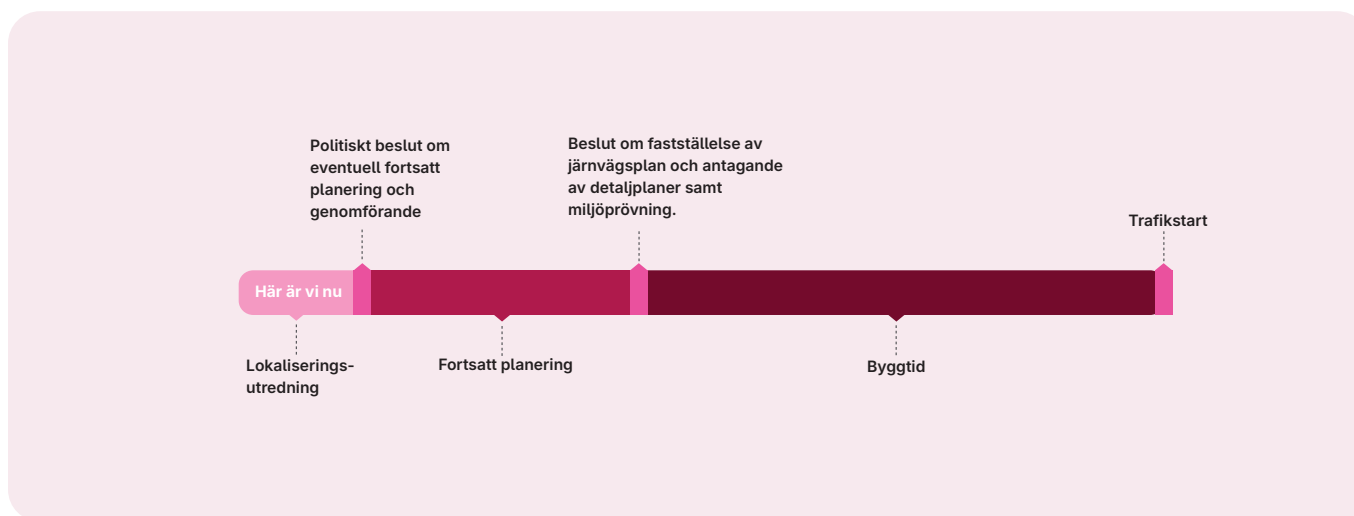 Politiskt beslut om
eventuell fortsatt
planering och
genomförande
Beslut om fastställelse av
järnvägsplan och antagande
av detaljplaner samt
miljöprövning.
Trafikstart
Här är vi nu
Lokaliserings-
utredning
Fortsatt planering
Byggtid